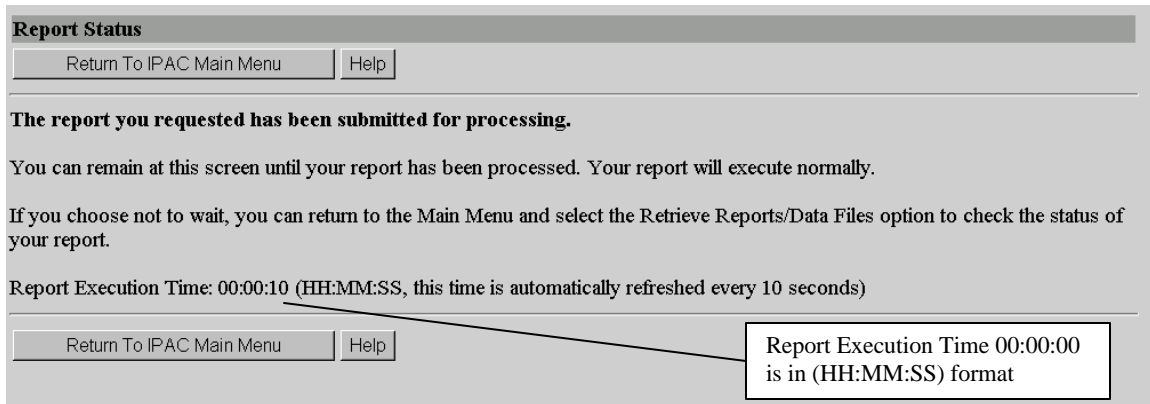 Report Status
Return To IPAC Main Menu Help
The report you requested has been submitted for processing.
You can remain at this screen until your report has been processed. Your report will execute normally.
If you choose not to wait, you can return to the Main Menu and select the Retrieve Reports/Data Files option to check the status of
your report.
Report Execution Time: 00:00:10 (HH:MM:SS, this time is automatically refreshed every 10 seconds)
Return To IPAC Main Menu Help
Report Execution Time 00:00:00
is in (HH:MM:SS) format